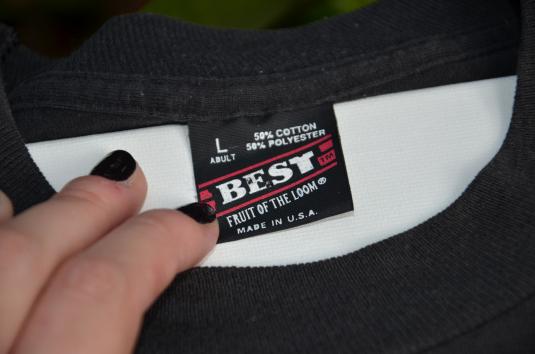 L
ADULT
50% COTTON
50% POLYESTER
BEST TM
FRUIT OF THE LOOM®
MADE IN U.S.A.